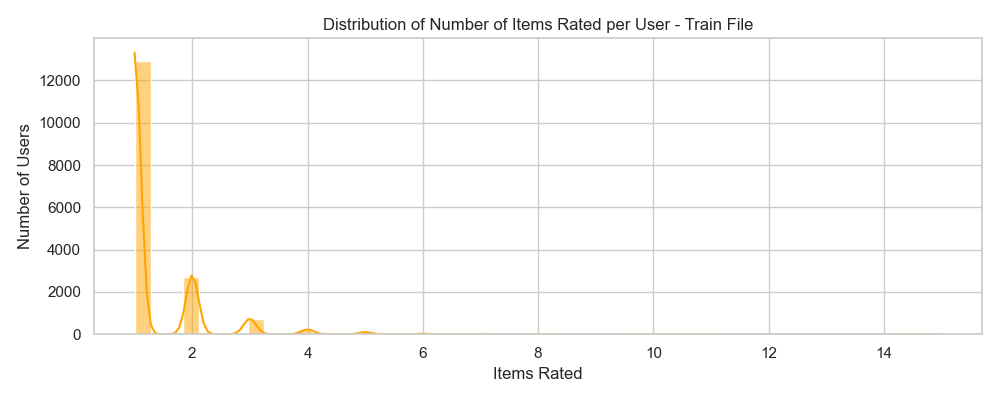 Distribution of Number of Items Rated per User - Train File
12000
10000
8000
6000
4000
2000
0
Number of Users
2 4 6 8 10 12 14
Items Rated